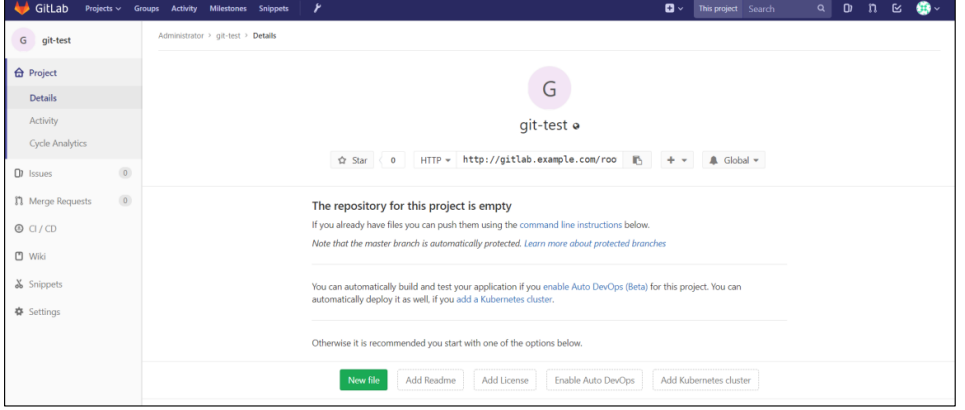 GitLab Projects Groups Activity Milestones Snippets This project Search
G git-test
Administrator > git-test > Details
Project
Details
Activity
Cycle Analytics
Issues 0
Merge Requests 0
CI / CD
Wiki
Snippets
Settings
G
git-test
Star 0 HTTP http://gitlab.example.com/roo + Global
The repository for this project is empty
If you already have files you can push them using the command line instructions below.
Note that the master branch is automatically protected. Learn more about protected branches
You can automatically build and test your application if you enable Auto DevOps (Beta) for this project. You can
automatically deploy it as well, if you add a Kubernetes cluster.
Otherwise it is recommended you start with one of the options below.
New file Add Readme Add License Enable Auto DevOps Add Kubernetes cluster